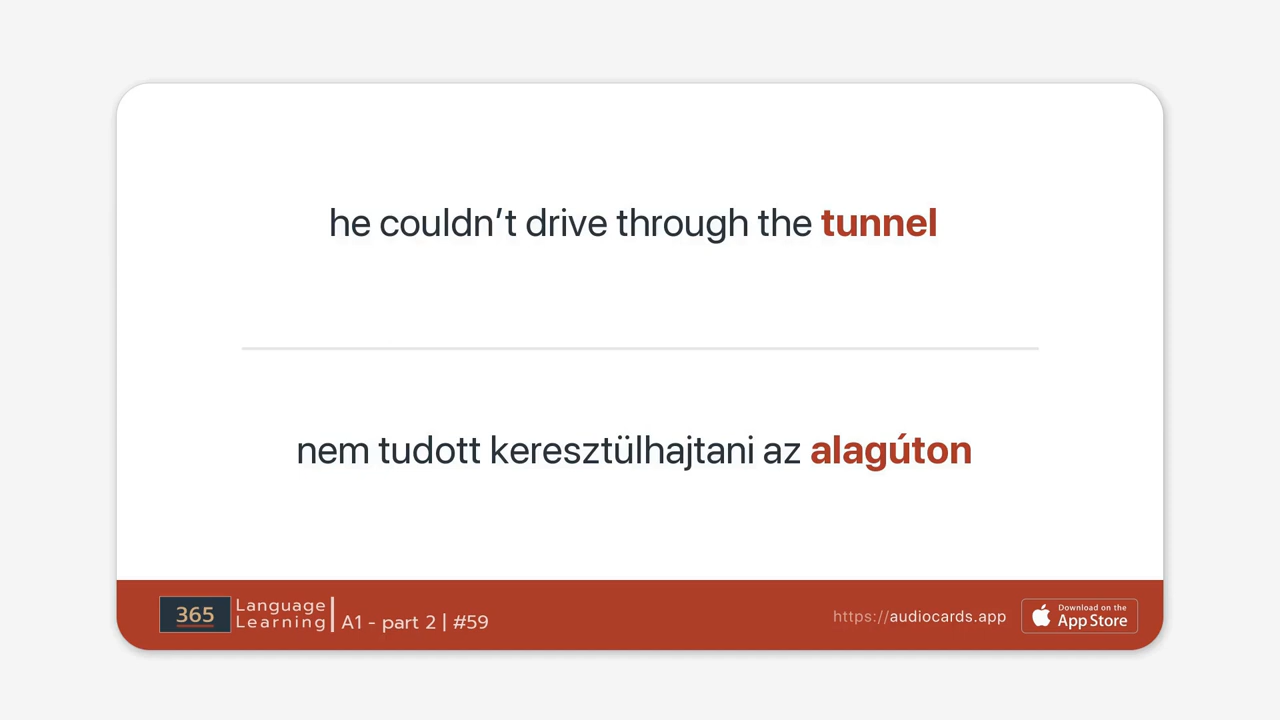 he couldn’t drive through the tunnel
nem tudott keresztülhajtani az alagúton
365
Language
Learning
A1 - part 2 | #59
https://audiocards.app
Download on the
App Store